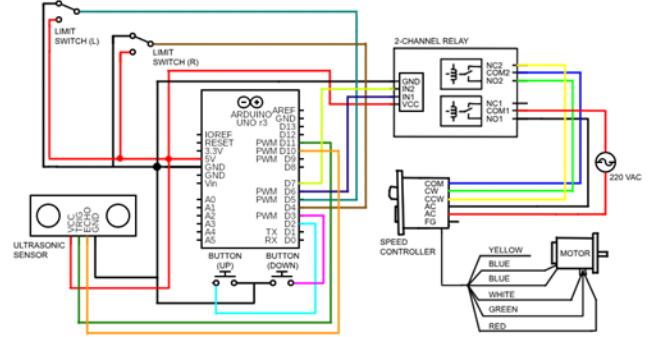 2-CHANNEL RELAY
LIMIT
SWITCH (L)
LIMIT
SWITCH (R)
NC2
COM2
NO2
GND
IN2
IN1
VCC
NC1
COM1
NO1
ARDUINO
UNO r3
AREF
GND
D13
D12
IOREF
RESET
3.3V
5V
GND
GND
Vin
PWM D11
PWM D10
PWM D9
D8
D7
PWM D6
PWM D5
D4
PWM D3
D2
TX D1
RX D0
A0
A1
A2
A3
A4
A5
220 VAC
COM
CW
CCW
AC
AC
FG
SPEED
CONTROLLER
VCC
TRIG
ECHO
GND
ULTRASONIC
SENSOR
BUTTON
(UP)
BUTTON
(DOWN)
YELLOW
BLUE
BLUE
WHITE
GREEN
RED
MOTOR